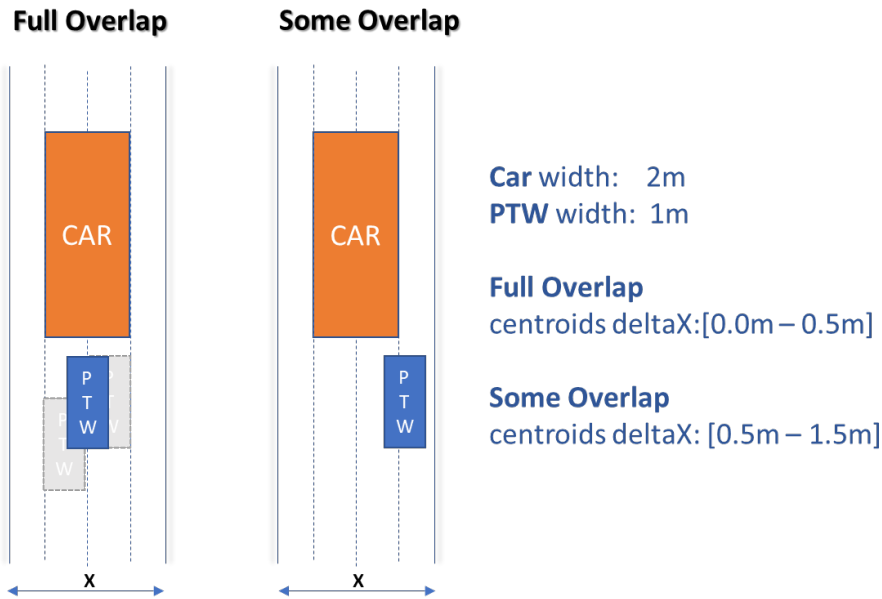 Full Overlap
Some Overlap
CAR
P
T
W
P
T
W
P
T
W
X
CAR
P
T
W
X
Car width: 2m
PTW width: 1m
Full Overlap
centroids deltaX:[0.0m – 0.5m]
Some Overlap
centroids deltaX: [0.5m – 1.5m]